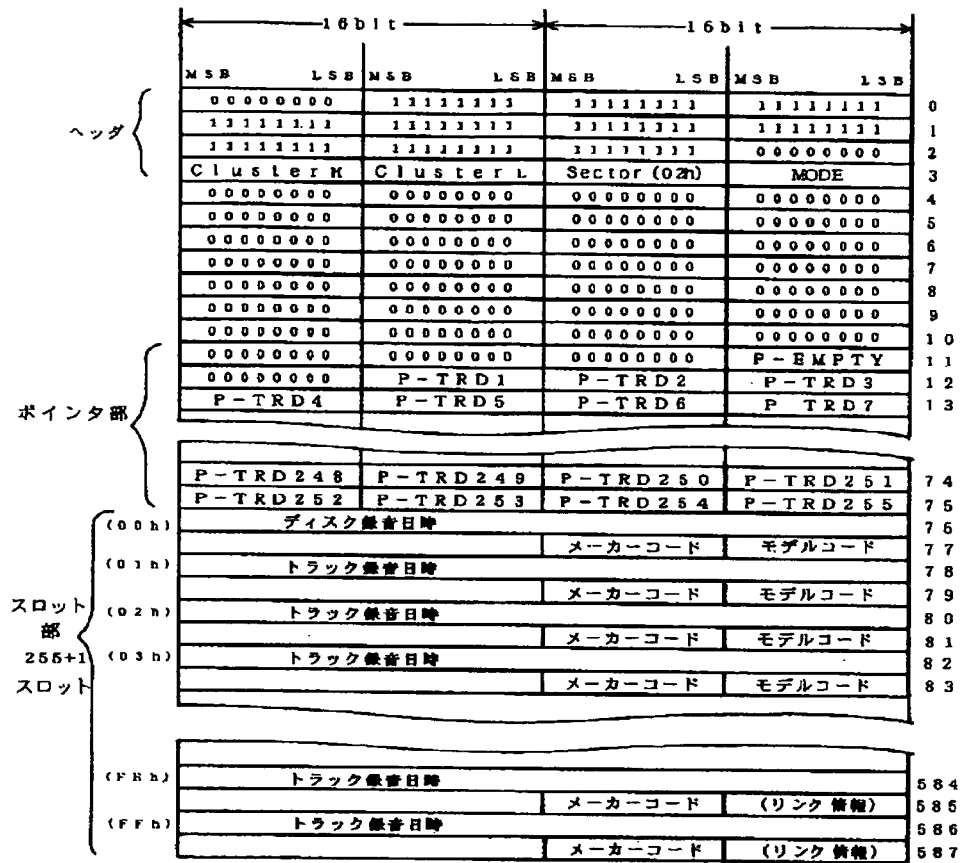 16bit 16bit
MSB LSB MSB LSB MSB LSB MSB LSB
ヘッダ
00000000 11111111 11111111 11111111 0
11111111 11111111 11111111 11111111 1
11111111 11111111 11111111 00000000 2
ClusterH ClusterL Sector(02h) MODE 3
00000000 00000000 00000000 00000000 4
00000000 00000000 00000000 00000000 5
00000000 00000000 00000000 00000000 6
00000000 00000000 00000000 00000000 7
00000000 00000000 00000000 00000000 8
00000000 00000000 00000000 00000000 9
00000000 00000000 00000000 00000000 10
00000000 00000000 00000000 P-EMPTY 11
00000000 P-TRD1 P-TRD2 P-TRD3 12
ポインタ部
P-TRD4 P-TRD5 P-TRD6 P TRD7 13
P-TRD248 P-TRD249 P-TRD250 P-TRD251 74
P-TRD252 P-TRD253 P-TRD254 P-TRD255 75
(00h) ディスク録音日時 76
メーカーコード モデルコード 77
(01h) トラック録音日時 78
メーカーコード モデルコード 79
スロット部 255+1 スロット
(02h) トラック録音日時 80
メーカーコード モデルコード 81
(03h) トラック録音日時 82
メーカーコード モデルコード 83
(FEh) トラック録音日時 584
メーカーコード (リンク情報) 585
(FFh) トラック録音日時 586
メーカーコード (リンク情報) 587